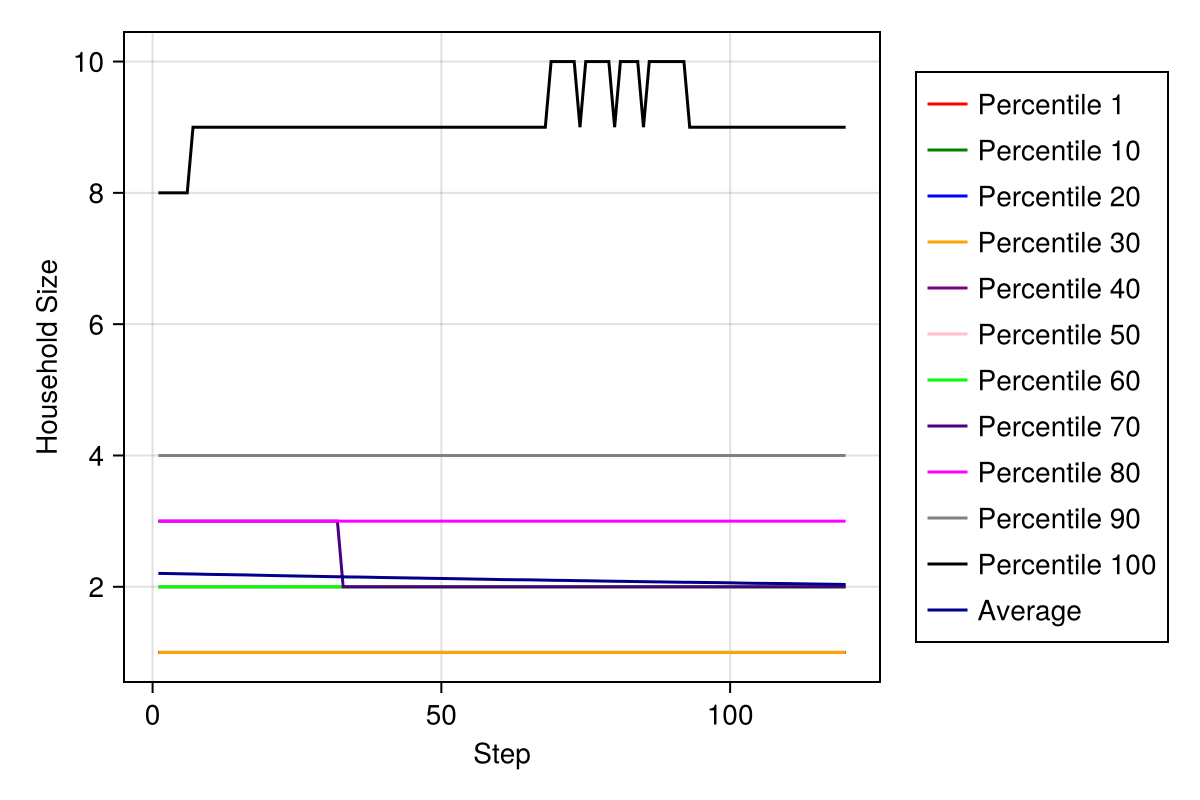 10
8
6
4
2
Household Size
0
50
100
Step
Percentile 1
Percentile 10
Percentile 20
Percentile 30
Percentile 40
Percentile 50
Percentile 60
Percentile 70
Percentile 80
Percentile 90
Percentile 100
Average